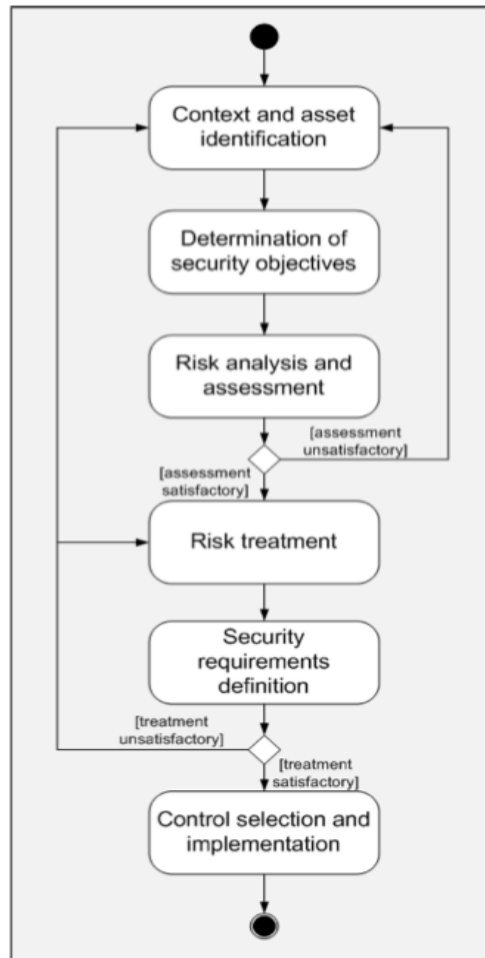 Context and asset
identification
Determination of
security objectives
Risk analysis and
assessment
[assessment
unsatisfactory]
[assessment
satisfactory]
Risk treatment
Security
requirements
definition
[treatment
unsatisfactory]
[treatment
satisfactory]
Control selection and
implementation